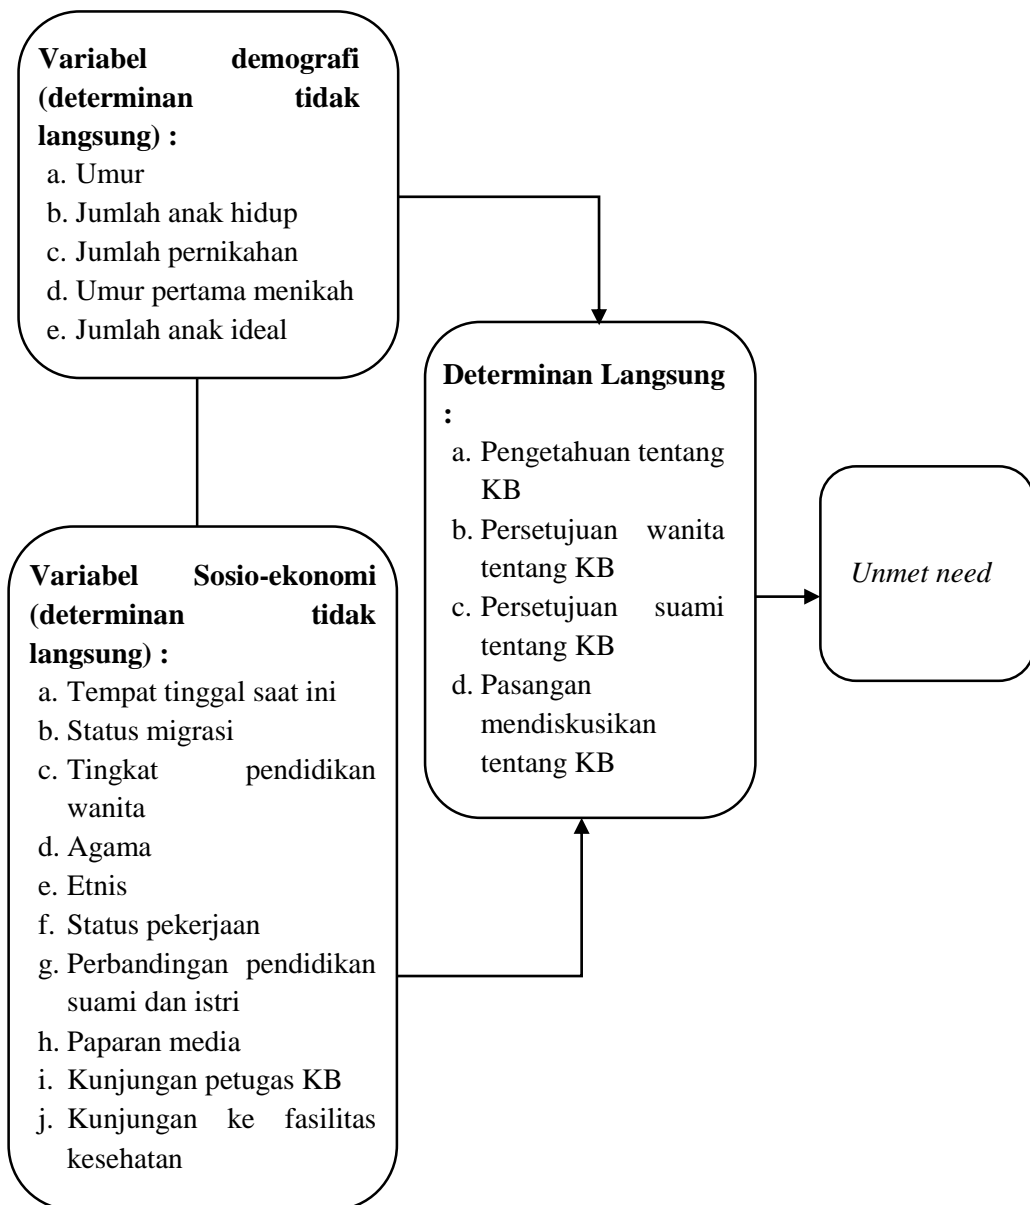 Variabel demografi
(determinan tidak
langsung) :
a. Umur
b. Jumlah anak hidup
c. Jumlah pernikahan
d. Umur pertama menikah
e. Jumlah anak ideal
Variabel Sosio-ekonomi
(determinan tidak
langsung) :
a. Tempat tinggal saat ini
b. Status migrasi
c. Tingkat pendidikan
wanita
d. Agama
e. Etnis
f. Status pekerjaan
g. Perbandingan pendidikan
suami dan istri
h. Paparan media
i. Kunjungan petugas KB
j. Kunjungan ke fasilitas
kesehatan
Determinan Langsung
:
a. Pengetahuan tentang
KB
b. Persetujuan wanita
tentang KB
c. Persetujuan suami
tentang KB
d. Pasangan
mendiskusikan
tentang KB
Unmet need